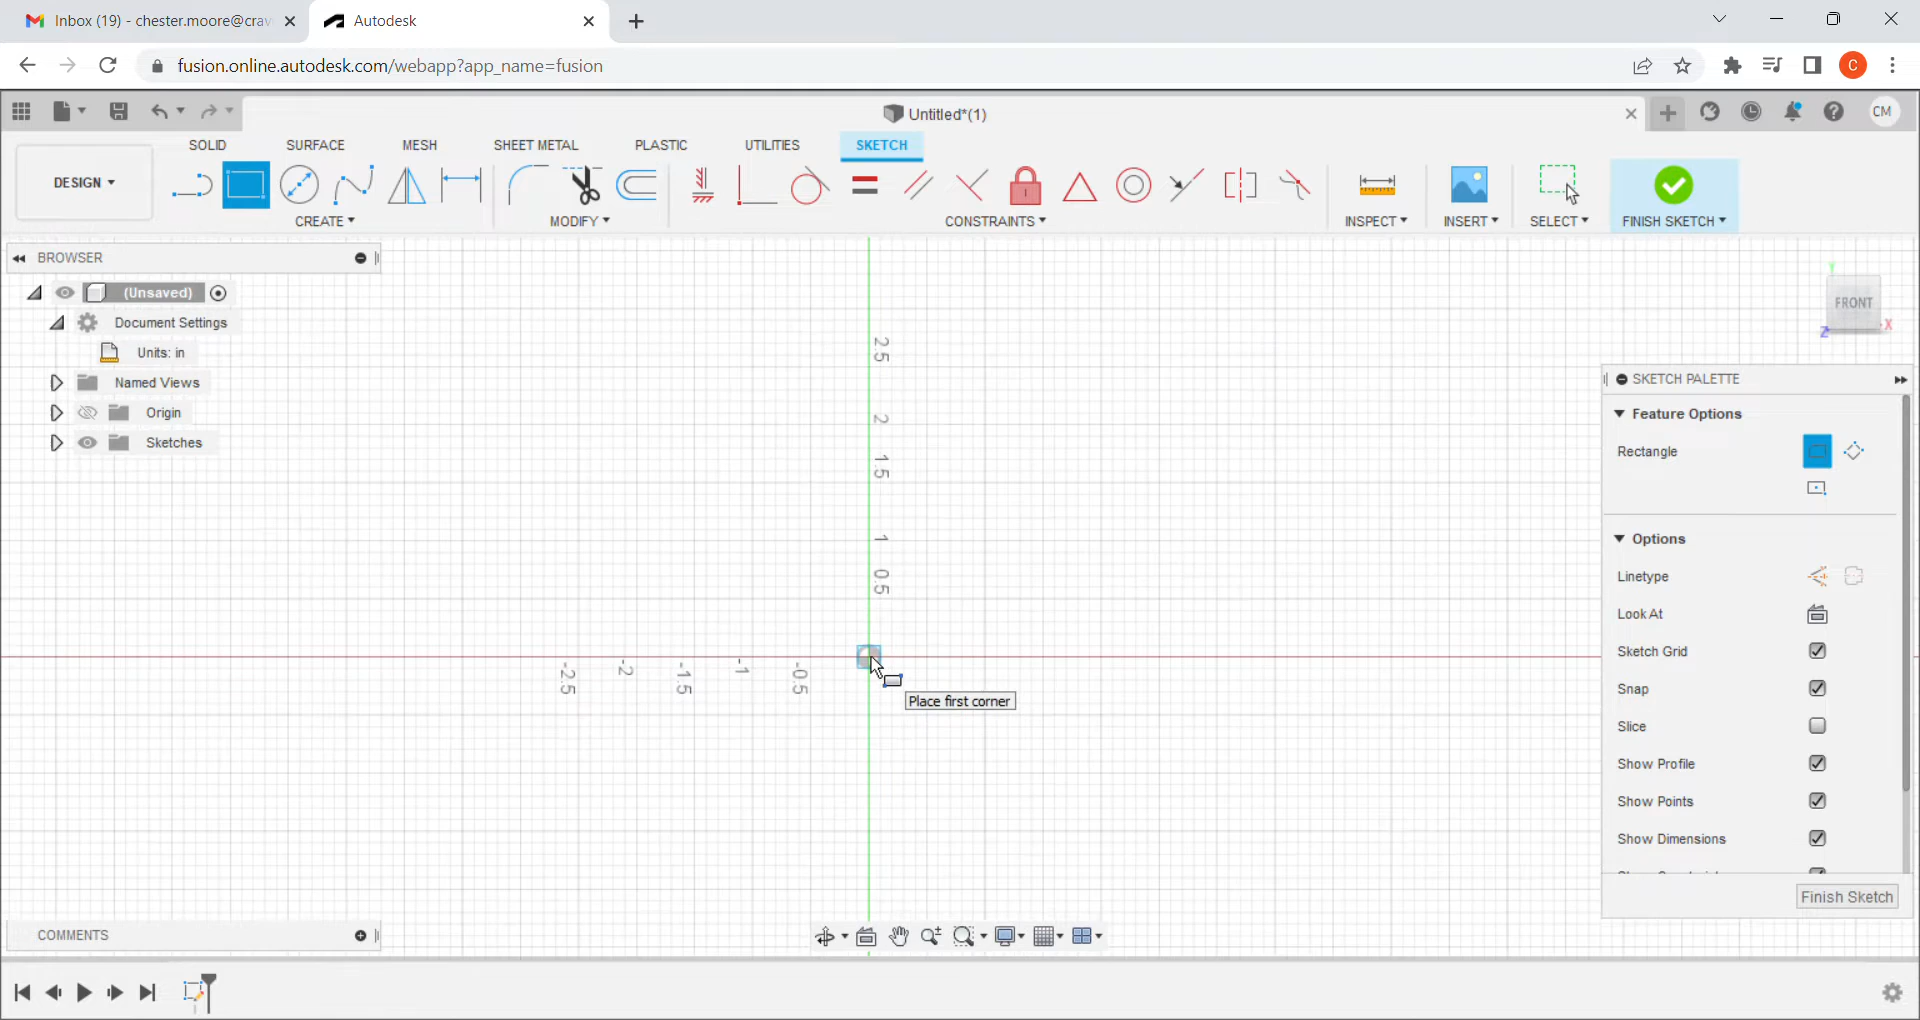 Inbox (19) - chester.moore@crav
Autodesk
fusion.online.autodesk.com/webapp?app_name=fusion
C
Untitled*(1)
CM
SOLID SURFACE MESH SHEET METAL PLASTIC UTILITIES SKETCH
DESIGN
CREATE MODIFY CONSTRAINTS INSPECT INSERT SELECT FINISH SKETCH
BROWSER
(Unsaved)
Document Settings
Units: in
Named Views
Origin
Sketches
Y
FRONT
X
Z
2.5
2
1.5
1
0.5
-2.5 -2 -1.5 -1 -0.5
Place first corner
SKETCH PALETTE
Feature Options
Rectangle
Options
Linetype
Look At
Sketch Grid
Snap
Slice
Show Profile
Show Points
Show Dimensions
Finish Sketch
COMMENTS